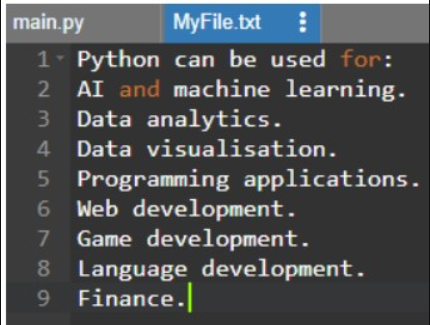 main.py MyFile.txt
1 Python can be used for:
2 AI and machine learning.
3 Data analytics.
4 Data visualisation.
5 Programming applications.
6 Web development.
7 Game development.
8 Language development.
9 Finance.